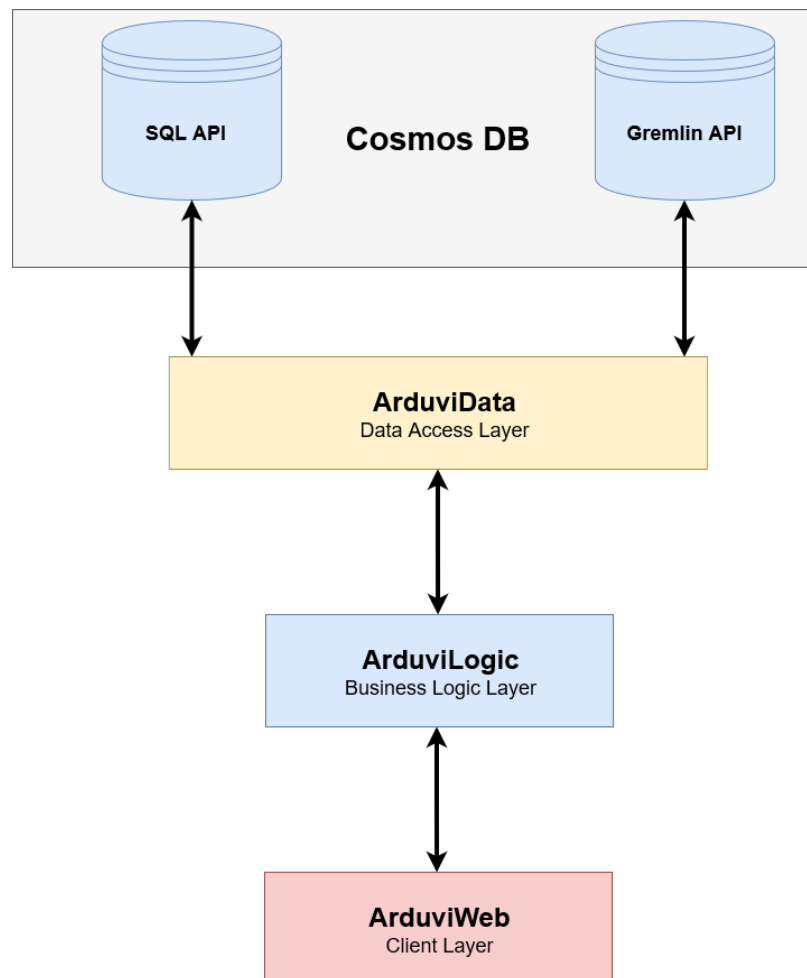 SQL API
Cosmos DB
Gremlin API
ArduviData
Data Access Layer
ArduviLogic
Business Logic Layer
ArduviWeb
Client Layer